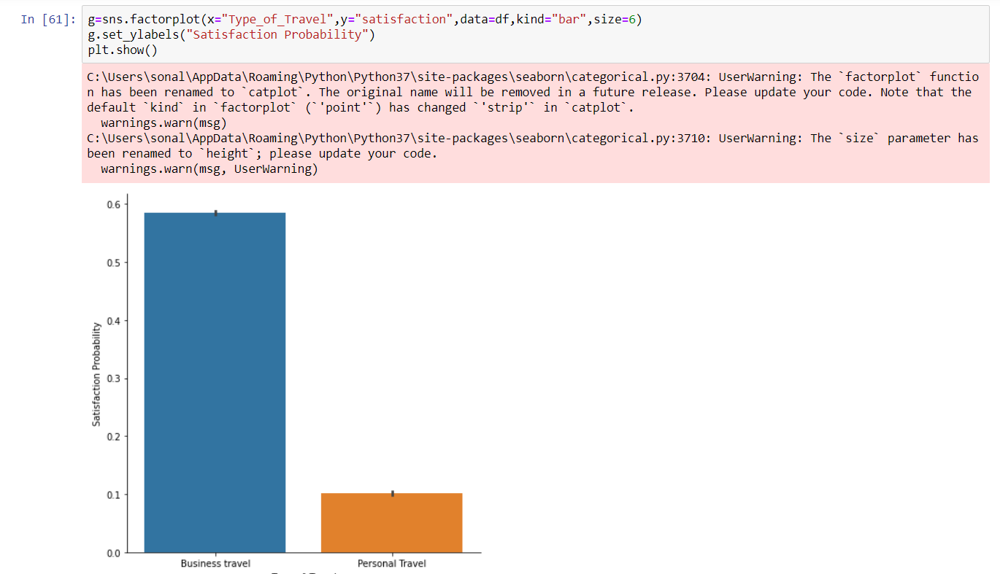 In [61]: g=sns.factorplot(x="Type_of_Travel",y="satisfaction",data=df,kind="bar",size=6)
g.set_ylabels("Satisfaction Probability")
plt.show()
C:\Users\sonal\AppData\Roaming\Python\Python37\site-packages\seaborn\categorical.py:3704: UserWarning: The `factorplot` functio
n has been renamed to `catplot`. The original name will be removed in a future release. Please update your code. Note that the
default `kind` in `factorplot` (`'point'`) has changed `'strip'` in `catplot`.
warnings.warn(msg)
C:\Users\sonal\AppData\Roaming\Python\Python37\site-packages\seaborn\categorical.py:3710: UserWarning: The `size` parameter has
been renamed to `height`; please update your code.
warnings.warn(msg, UserWarning)
0.6
0.5
0.4
0.3
0.2
0.1
0.0
Satisfaction Probability
Business travel Personal Travel